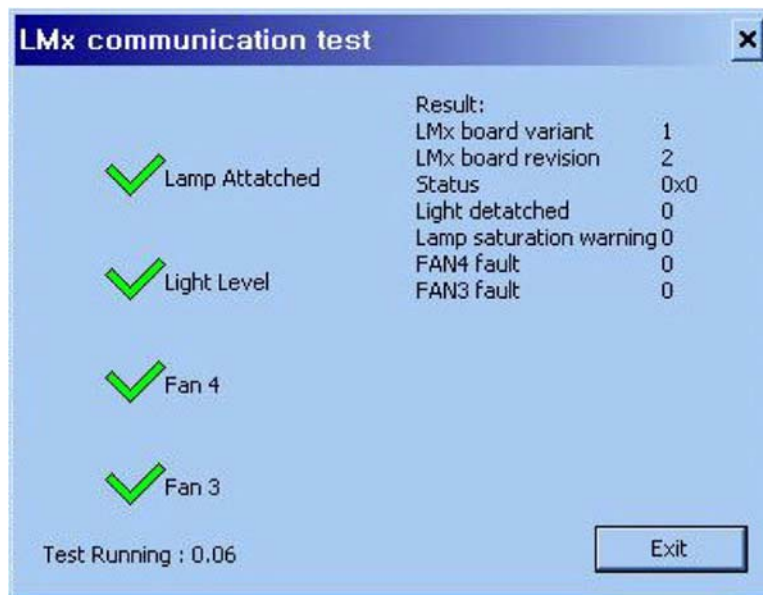 LMx communication test
Lamp Attatched
Light Level
Fan 4
Fan 3
Test Running : 0.06
Result:
LMx board variant 1
LMx board revision 2
Status 0x0
Light detatched 0
Lamp saturation warning 0
FAN4 fault 0
FAN3 fault 0
Exit